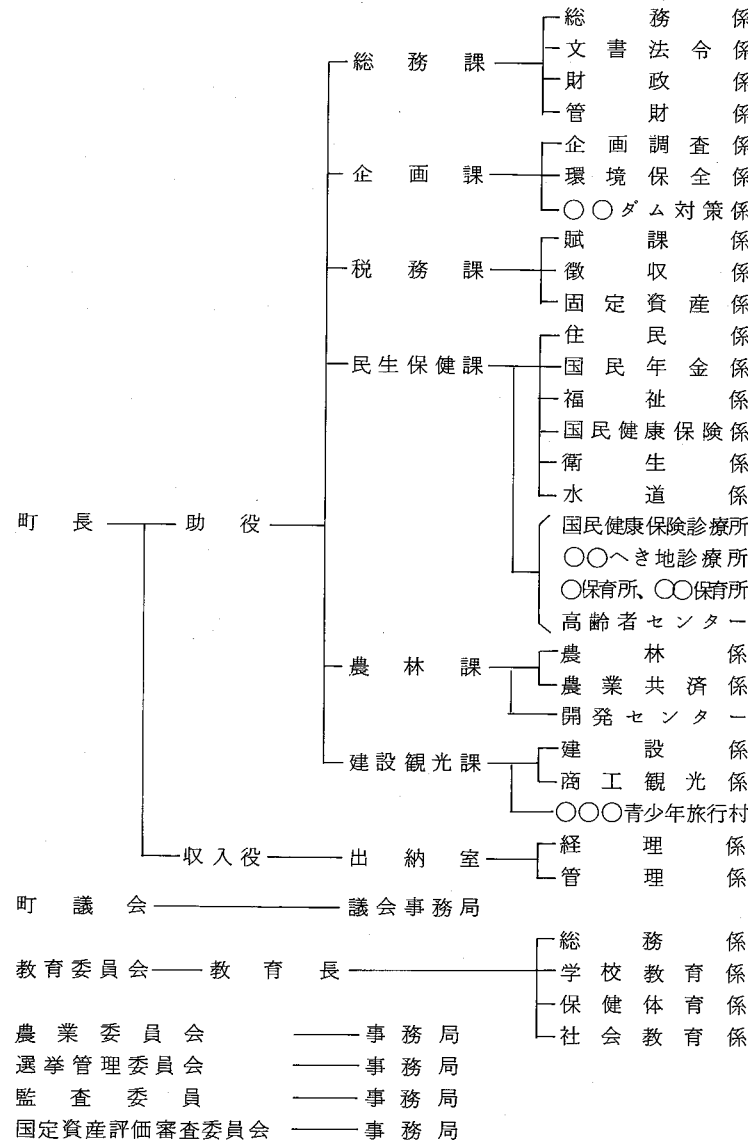 総務係
文書法令係
総務課
財政係
管財係
企画調査係
企画課
環境保全係
○○ダム対策係
賦課係
税務課
徴収係
固定資産係
住民係
民生保健課
国民年金係
福祉係
国民健康保険係
衛生係
水道係
町長
助役
国民健康保険診療所
○○へき地診療所
○保育所、○○保育所
高齢者センター
農林課
農林係
農業共済係
開発センター
建設観光課
建設係
商工観光係
○○○青少年旅行村
収入役
出納室
経理係
管理係
町議会
議会事務局
教育委員会
教育長
総務係
学校教育係
保健体育係
社会教育係
農業委員会 事務局
選挙管理委員会 事務局
監査委員 事務局
国定資産評価審査委員会 事務局